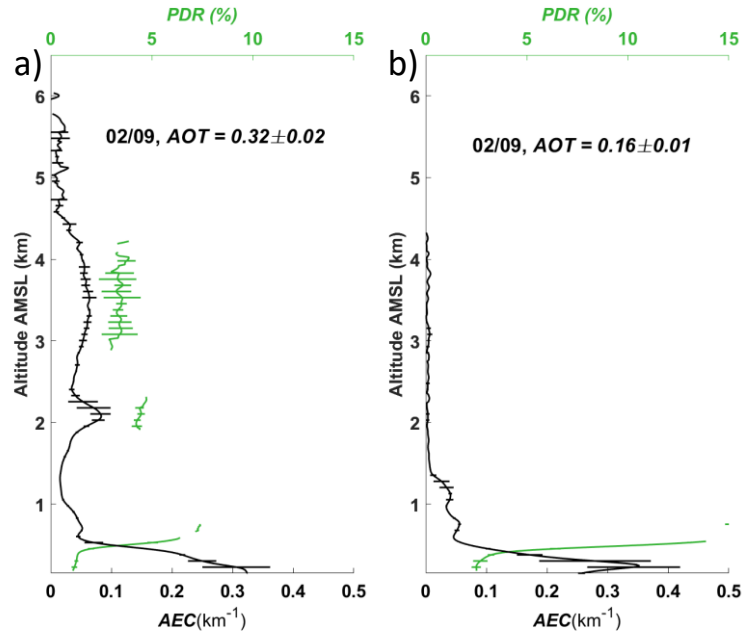 PDR (%)
0 5 10 15
a)
6
5
4
3
2
1
Altitude AMSL (km)
02/09, AOT = 0.32±0.02
0 0.1 0.2 0.3 0.4 0.5
AEC(km⁻¹)
PDR (%)
0 5 10 15
b)
6
5
4
3
2
1
Altitude AMSL (km)
02/09, AOT = 0.16±0.01
0 0.1 0.2 0.3 0.4 0.5
AEC(km⁻¹)